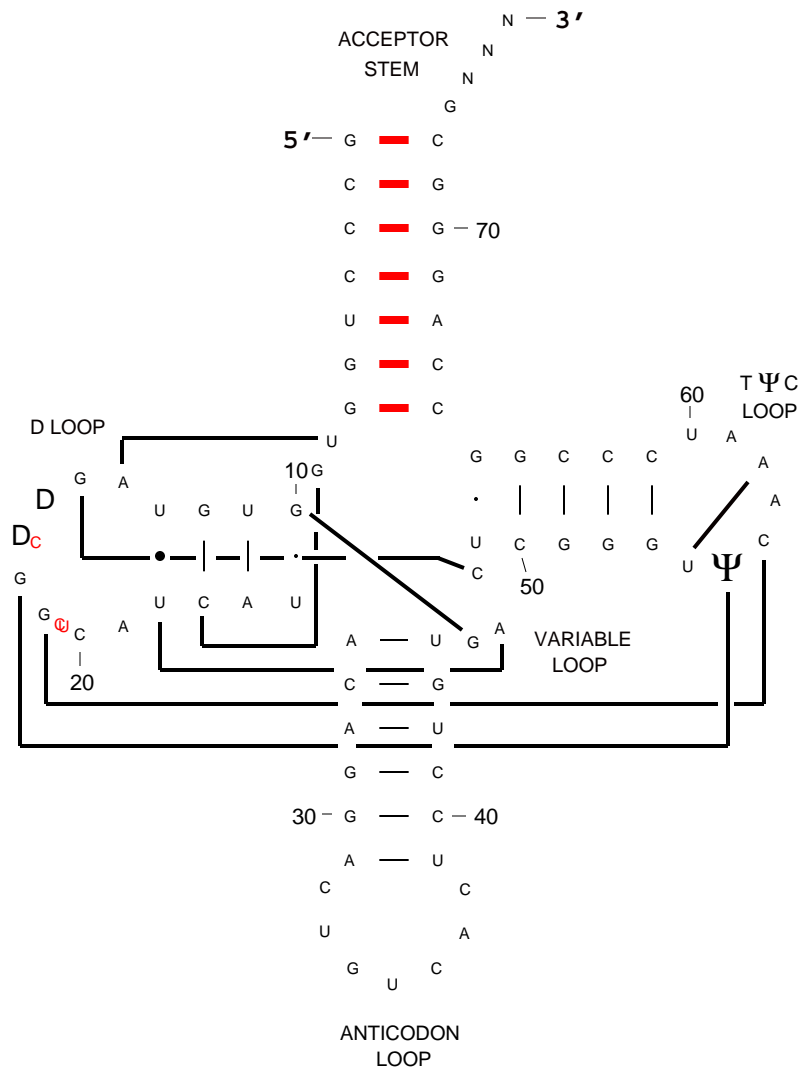 N 3′
ACCEPTOR
STEM
N
N
G
5′ G C
C G
C G 70
C G
U A
G C
G C
60
T Ψ C
LOOP
D LOOP
U
U A
G G C C C
A
10 G
G A
D
U G U G
A
D C
U C G G G U Ψ C
50
C
G
U C A U
G C U C A
20
A U
G A
VARIABLE
LOOP
C G
A U
G C
30 G C 40
A U
C C
U A
G C
U
ANTICODON
LOOP